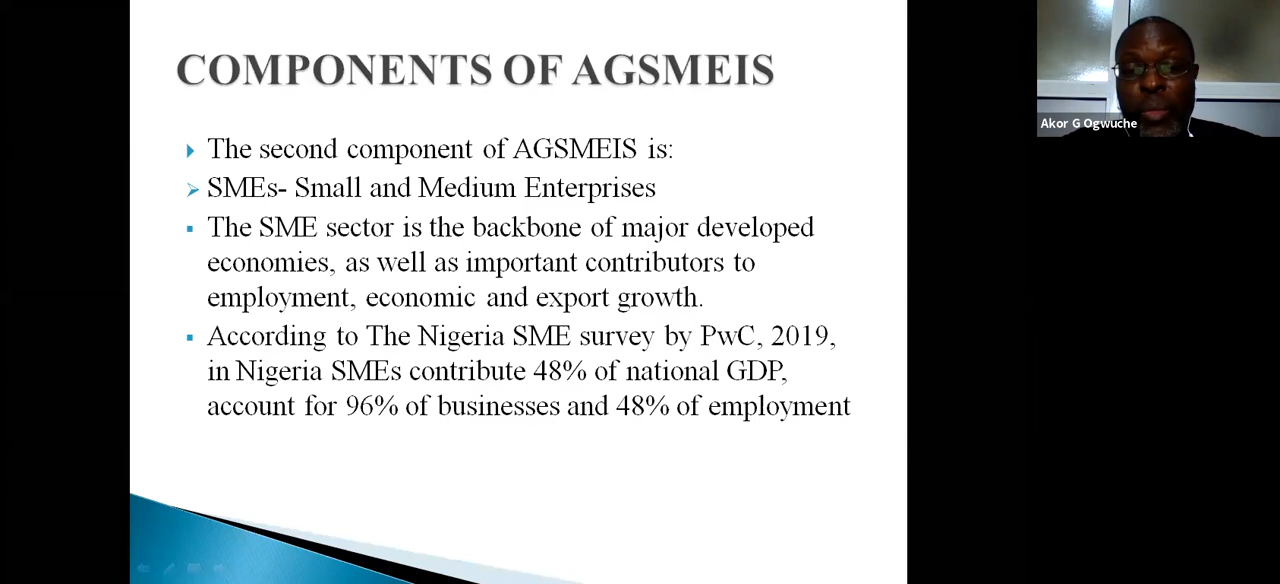 COMPONENTS OF AGSMEIS
The second component of AGSMEIS is:
SMEs- Small and Medium Enterprises
The SME sector is the backbone of major developed
economies, as well as important contributors to
employment, economic and export growth.
According to The Nigeria SME survey by PwC, 2019,
in Nigeria SMEs contribute 48% of national GDP,
account for 96% of businesses and 48% of employment
Akor G Ogwuche